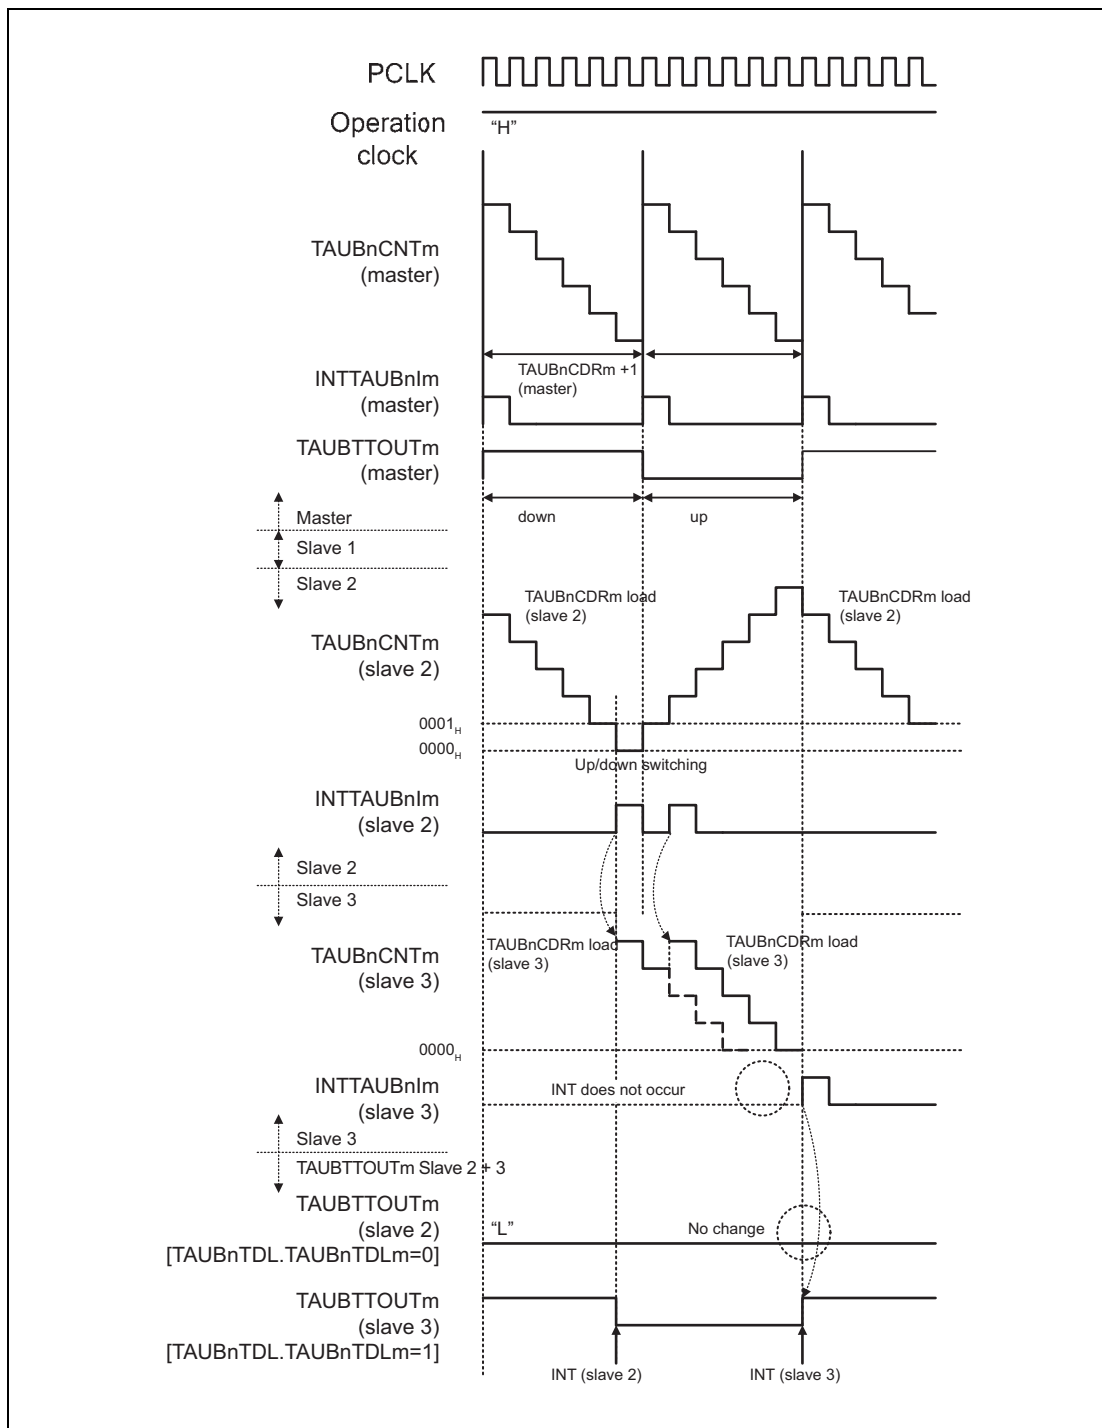 PCLK
Operation
clock
“H”
TAUBnCNTm
(master)
TAUBnCDRm +1
(master)
INTTAUBnIm
(master)
TAUBTTOUTm
(master)
down
up
Master
Slave 1
Slave 2
TAUBnCDRm load
(slave 2)
TAUBnCDRm load
(slave 2)
TAUBnCNTm
(slave 2)
0001H
0000H
Up/down switching
INTTAUBnIm
(slave 2)
Slave 2
Slave 3
TAUBnCDRm load
(slave 3)
TAUBnCDRm load
(slave 3)
TAUBnCNTm
(slave 3)
0000H
INTTAUBnIm
(slave 3)
INT does not occur
Slave 3
TAUBTTOUTm Slave 2 + 3
TAUBTTOUTm
(slave 2)
[TAUBnTDL.TAUBnTDLm=0]
“L”
No change
TAUBTTOUTm
(slave 3)
[TAUBnTDL.TAUBnTDLm=1]
INT (slave 2)
INT (slave 3)